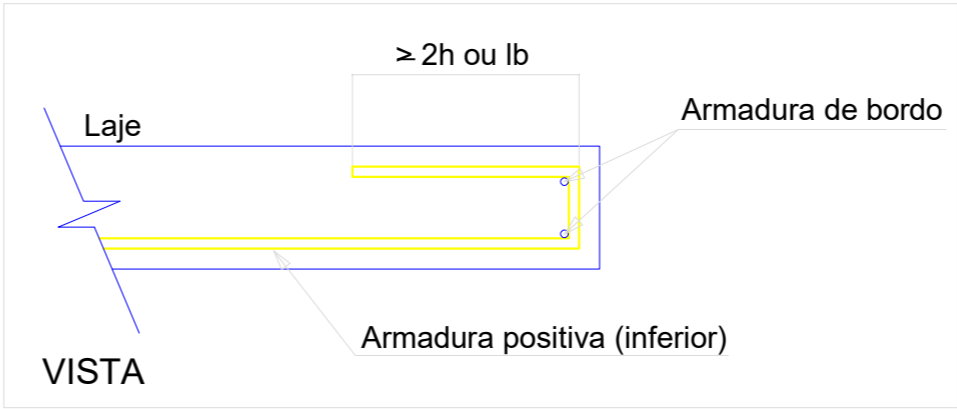 ≥ 2h ou lb
Armadura de bordo
Laje
Armadura positiva (inferior)
VISTA